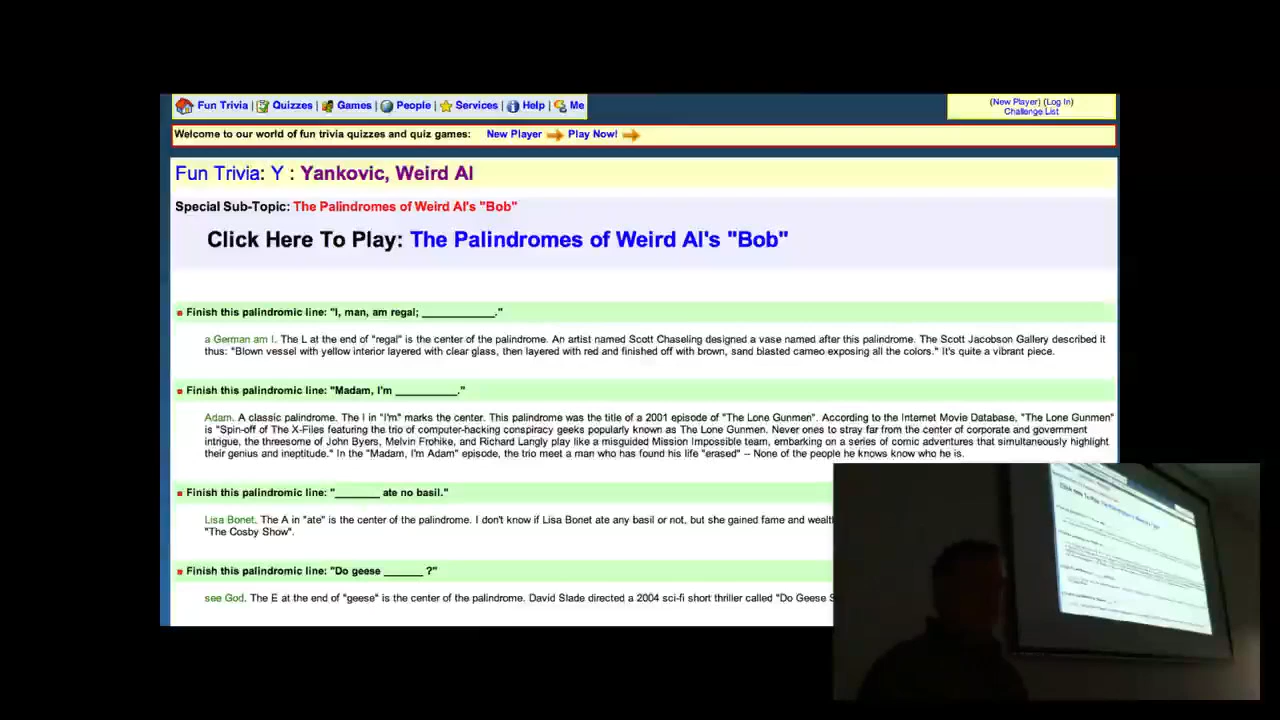 Fun Trivia | Quizzes | Games | People | Services | Help | Me
(New Player) (Log In)
Challenge List
Welcome to our world of fun trivia quizzes and quiz games: New Player Play Now!
Fun Trivia: Y : Yankovic, Weird Al
Special Sub-Topic: The Palindromes of Weird Al's "Bob"
Click Here To Play: The Palindromes of Weird Al's "Bob"
Finish this palindromic line: "I, man, am regal; _____________."
a German am I. The L at the end of "regal" is the center of the palindrome. An artist named Scott Chaseling designed a vase named after this palindrome. The Scott Jacobson Gallery described it
thus: "Blown vessel with yellow interior layered with clear glass, then layered with red and finished off with brown, sand blasted cameo exposing all the colors." It's quite a vibrant piece.
Finish this palindromic line: "Madam, I'm ___________."
Adam. A classic palindrome. The I in "I'm" marks the center. This palindrome was the title of a 2001 episode of "The Lone Gunmen". According to the Internet Movie Database, "The Lone Gunmen"
is "Spin-off of The X-Files featuring the trio of computer-hacking conspiracy geeks popularly known as The Lone Gunmen. Never ones to stray far from the center of corporate and government
intrigue, the threesome of John Byers, Melvin Frohike, and Richard Langly play like a misguided Mission Impossible team, embarking on a series of comic adventures that simultaneously highlight
their genius and ineptitude." In the "Madam, I'm Adam" episode, the trio meet a man who has found his life "erased" -- None of the people he knows know who he is.
Finish this palindromic line: "________ ate no basil."
Lisa Bonet. The A in "ate" is the center of the palindrome. I don't know if Lisa Bonet ate any basil or not, but she gained fame and wealt
"The Cosby Show".
Finish this palindromic line: "Do geese _______ ?"
see God. The E at the end of "geese" is the center of the palindrome. David Slade directed a 2004 sci-fi short thriller called "Do Geese S